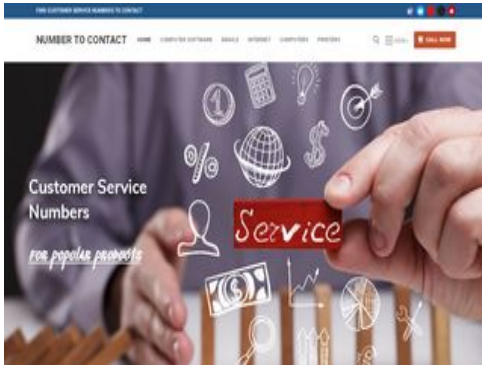 FIND CUSTOMER SERVICE NUMBERS TO CONTACT
NUMBER TO CONTACT HOME COMPUTER SOFTWARE EMAILS INTERNET COMPUTERS PRINTERS CALL NOW
Customer Service
Numbers
FOR POPULAR PRODUCTS
Service